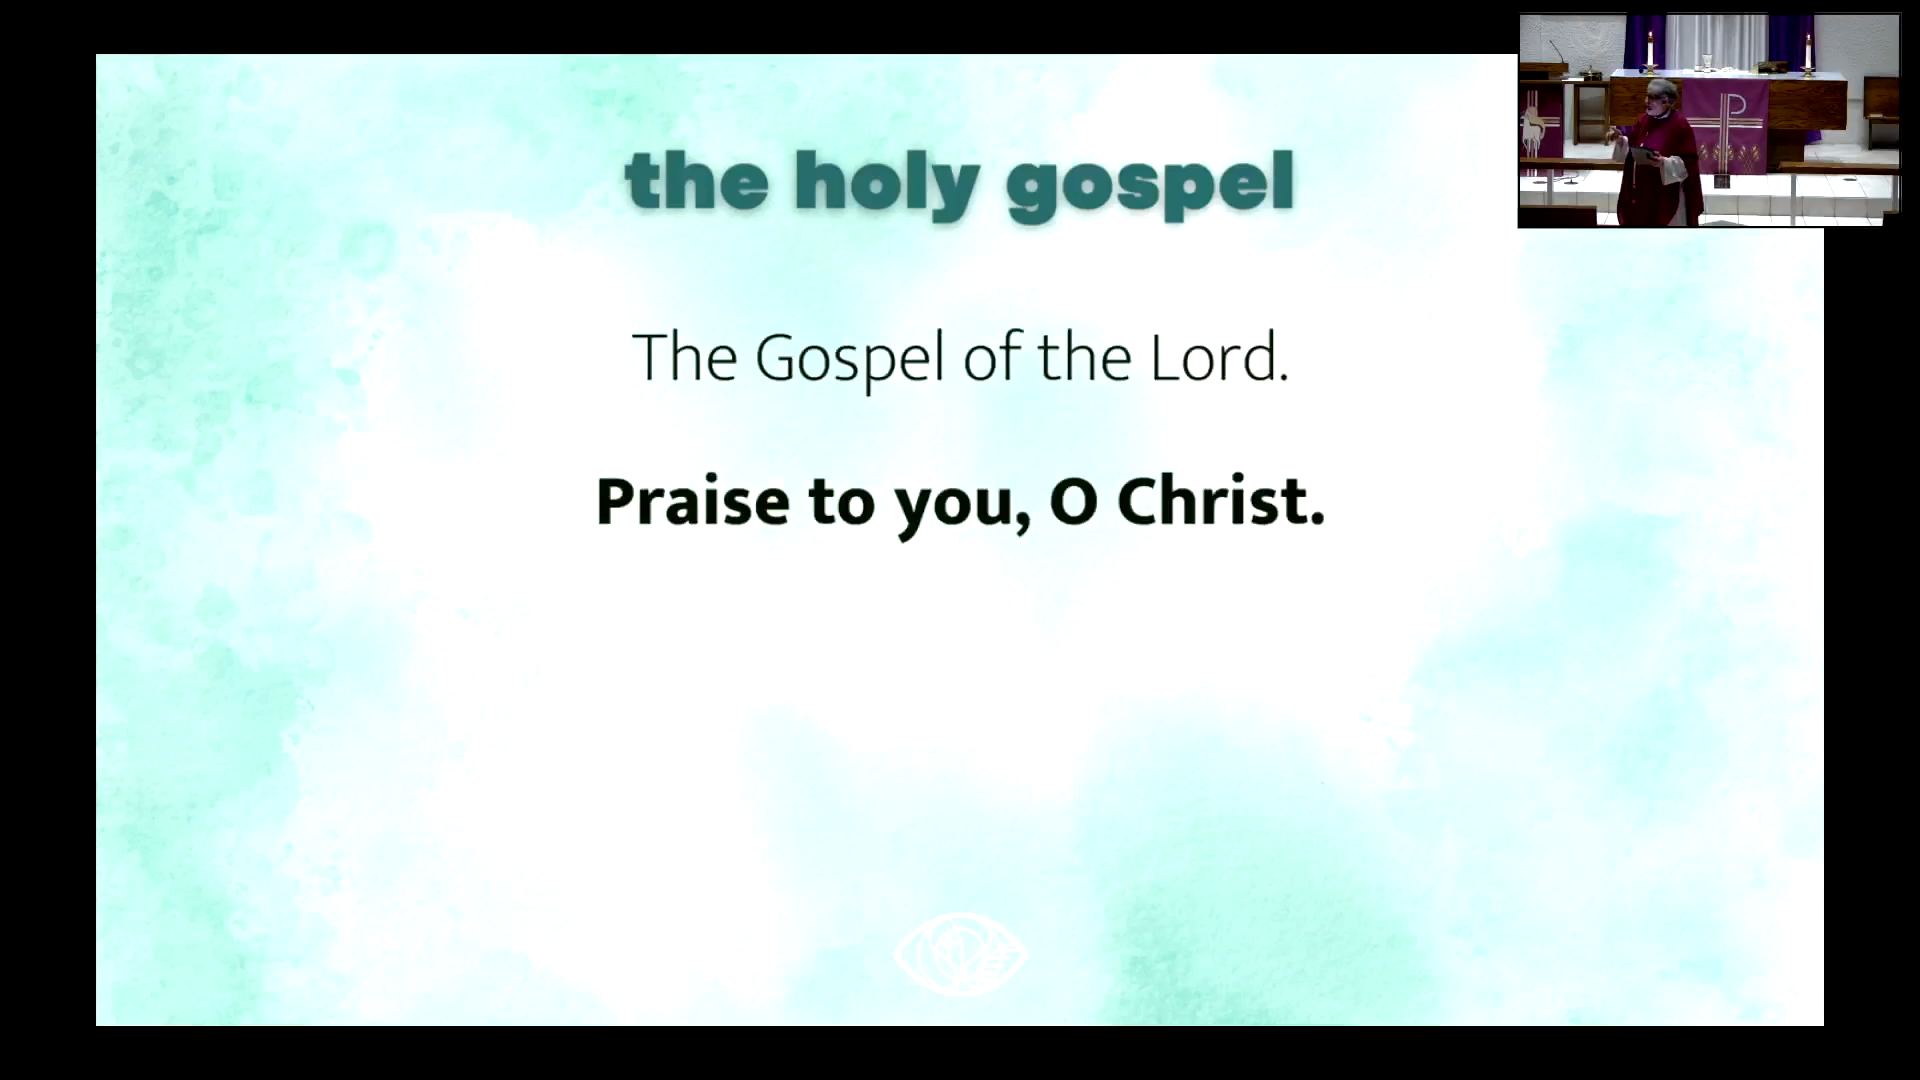 the holy gospel
The Gospel of the Lord.
Praise to you, O Christ.